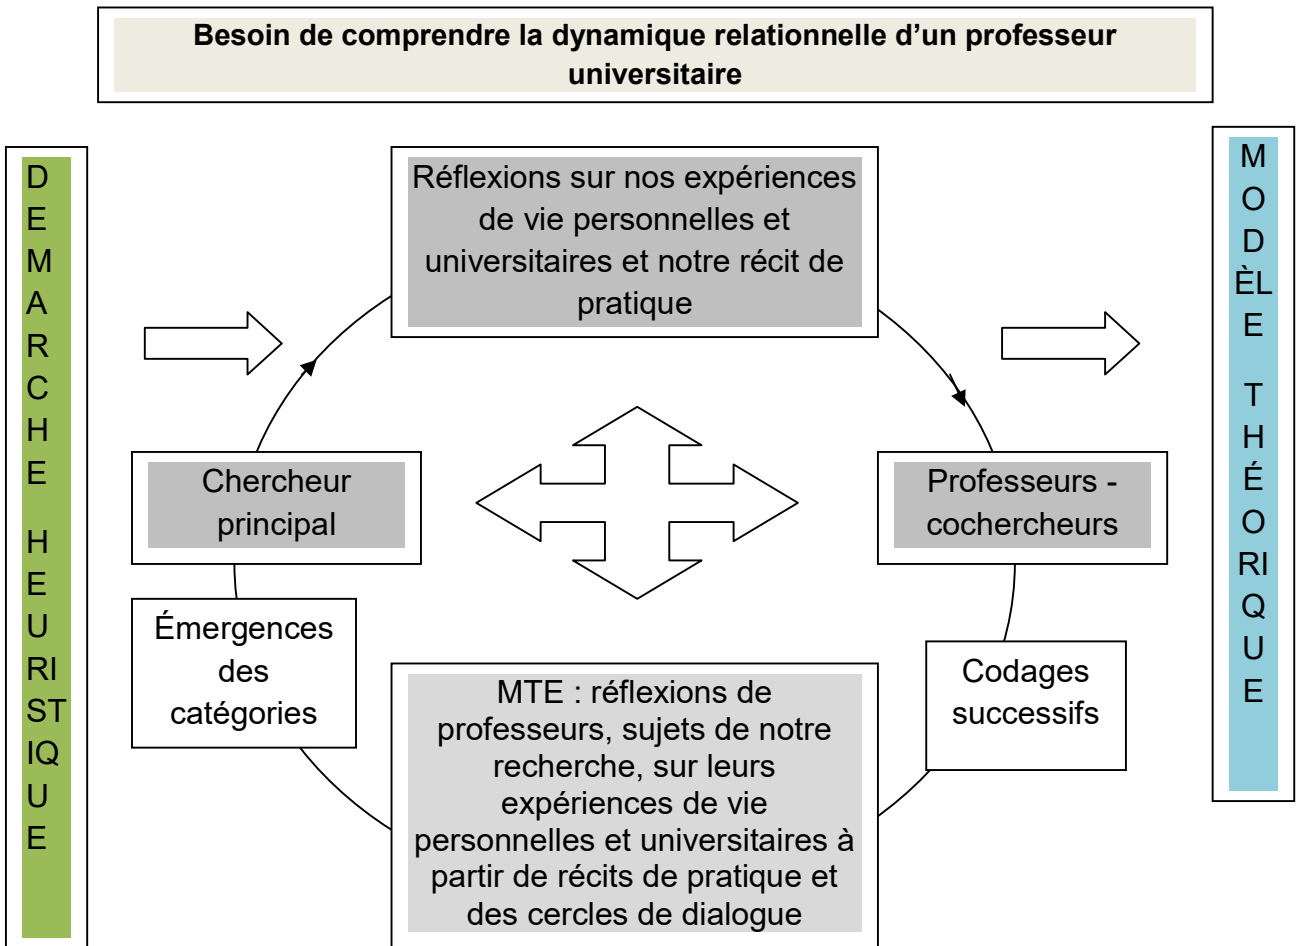 Besoin de comprendre la dynamique relationnelle d’un professeur
universitaire
D
E
M
A
R
C
H
E
H
E
U
RI
ST
IQ
U
E
Réflexions sur nos expériences
de vie personnelles et
universitaires et notre récit de
pratique
Chercheur
principal
Professeurs -
cochercheurs
Émergences
des
catégories
Codages
successifs
MTE : réflexions de
professeurs, sujets de notre
recherche, sur leurs
expériences de vie
personnelles et universitaires à
partir de récits de pratique et
des cercles de dialogue
M
O
D
ÈL
E
T
H
É
O
RI
Q
U
E